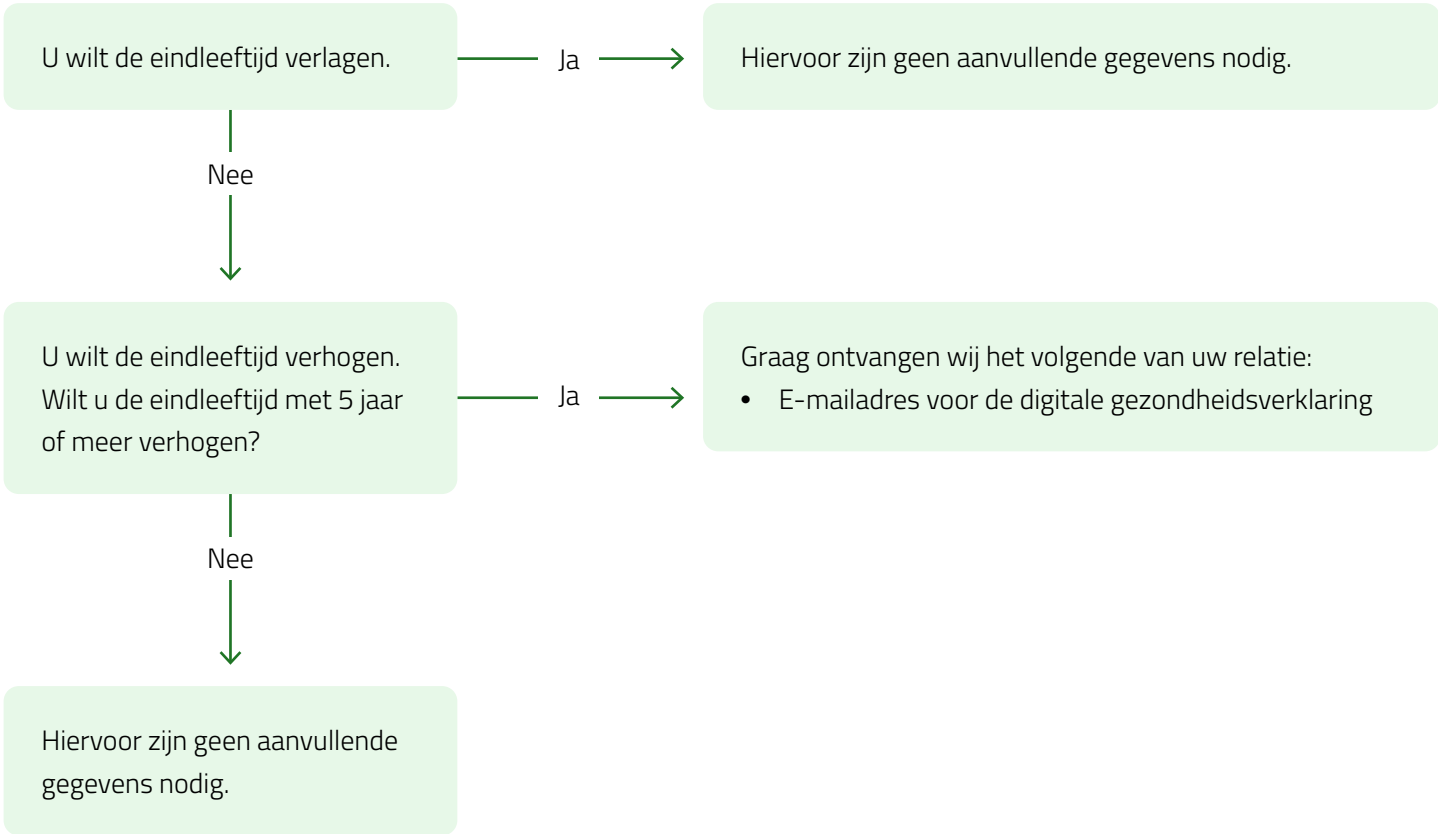 U wilt de eindleeftijd verlagen.
Ja
Hiervoor zijn geen aanvullende gegevens nodig.
Nee
U wilt de eindleeftijd verhogen.
Wilt u de eindleeftijd met 5 jaar
of meer verhogen?
Ja
Graag ontvangen wij het volgende van uw relatie:
• E-mailadres voor de digitale gezondheidsverklaring
Nee
Hiervoor zijn geen aanvullende
gegevens nodig.